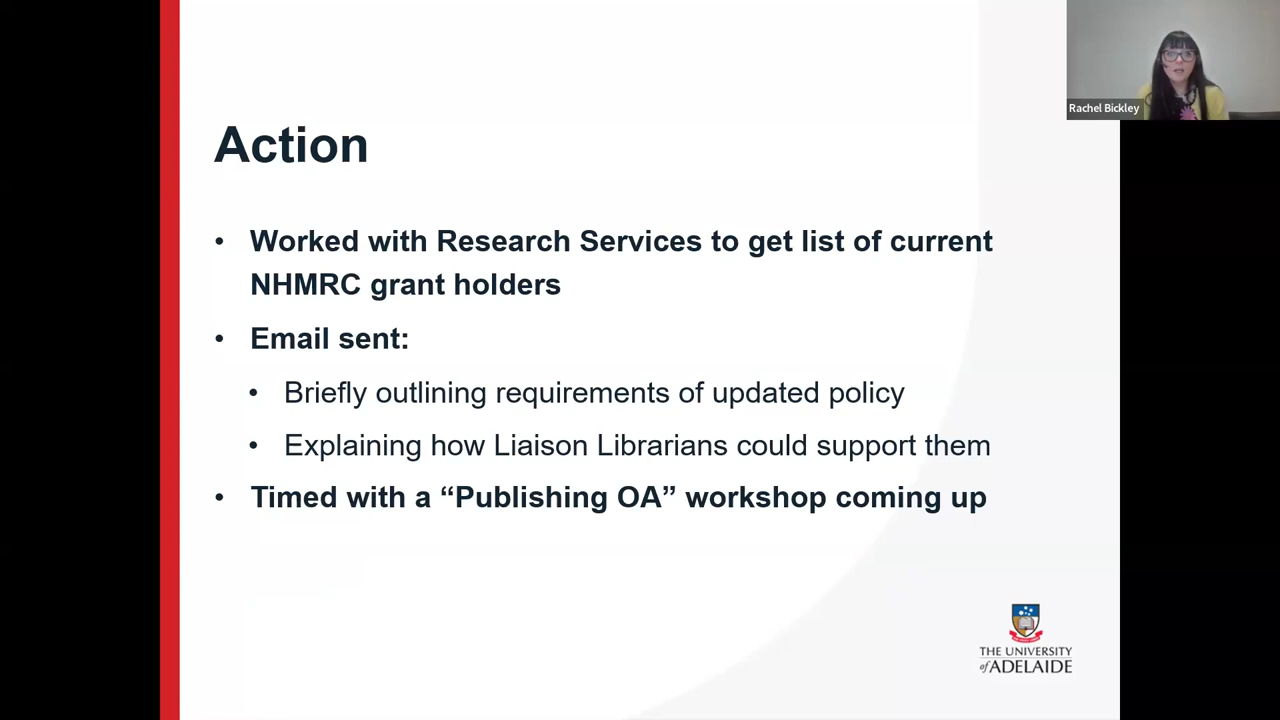 Rachel Bickley
Action
• Worked with Research Services to get list of current
NHMRC grant holders
• Email sent:
• Briefly outlining requirements of updated policy
• Explaining how Liaison Librarians could support them
• Timed with a “Publishing OA” workshop coming up
THE UNIVERSITY
of ADELAIDE